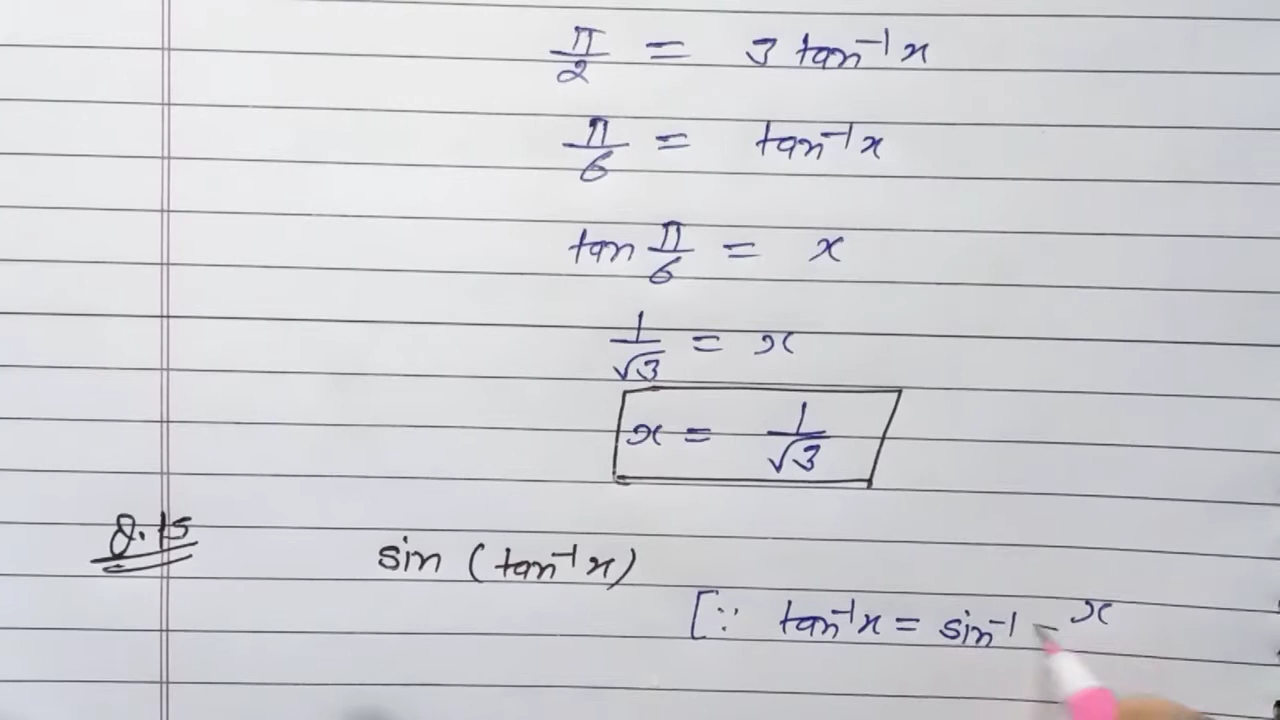 π/2 = 3 tan⁻¹x
π/6 = tan⁻¹x
tan π/6 = x
1/√3 = x
x = 1/√3
Q.15 sin (tan⁻¹x)
[∵ tan⁻¹x = sin⁻¹ x